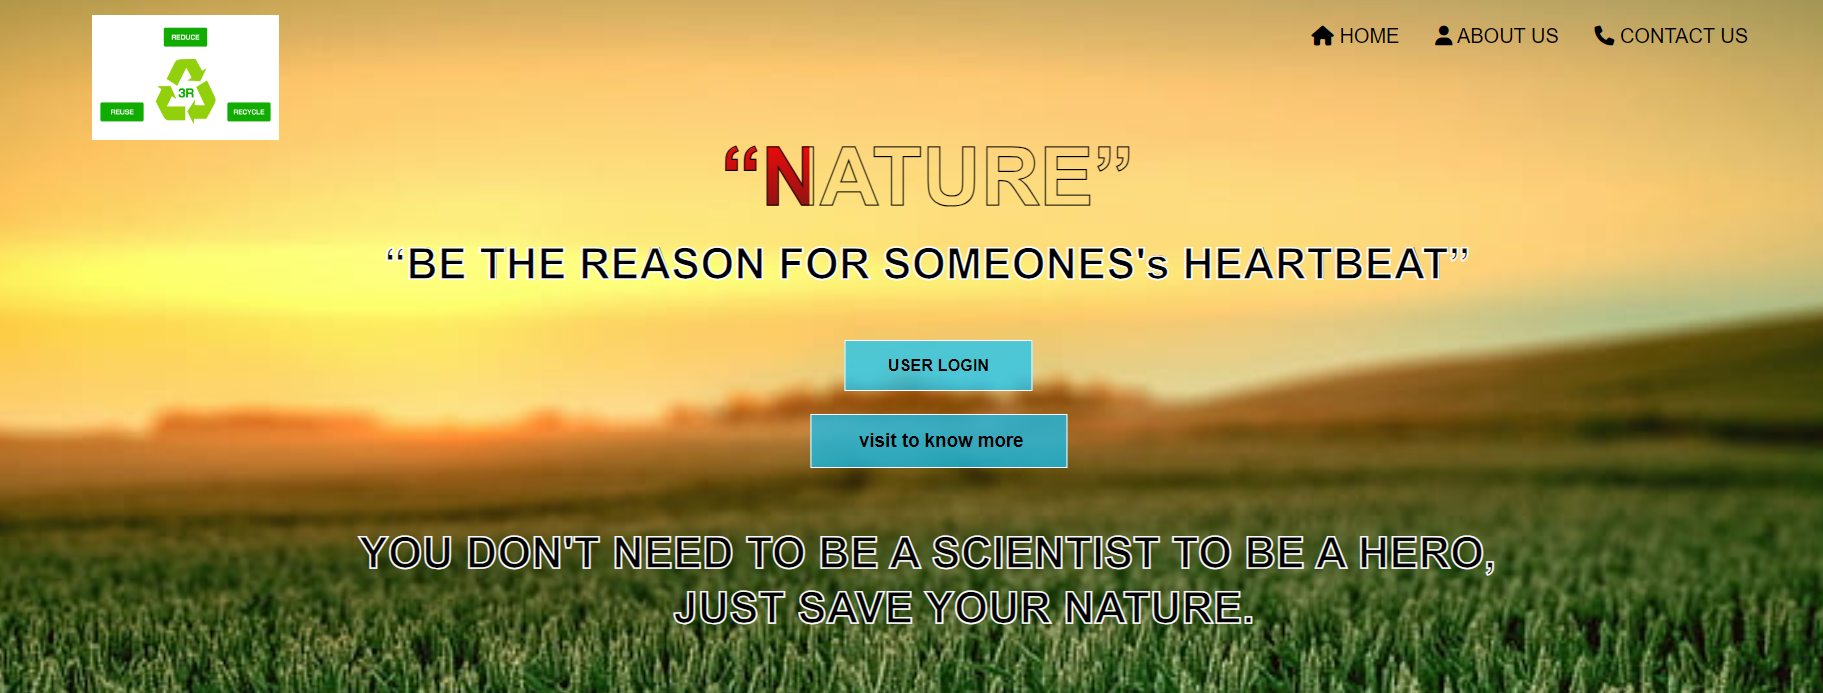 REDUCE
3R
REUSE
RECYCLE
HOME
ABOUT US
CONTACT US
“NATURE”
“BE THE REASON FOR SOMEONES's HEARTBEAT”
USER LOGIN
visit to know more
YOU DON'T NEED TO BE A SCIENTIST TO BE A HERO,
JUST SAVE YOUR NATURE.